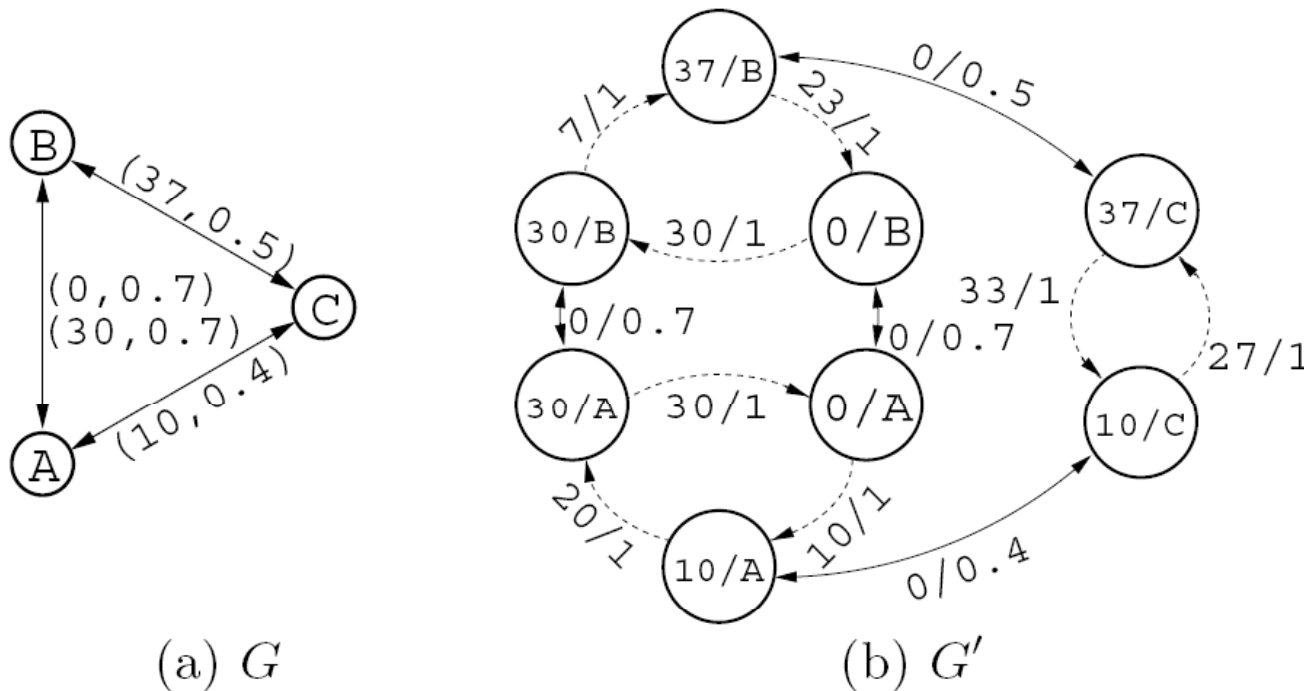 B
(37,0.5)
(0,0.7)
(30,0.7)
C
(10,0.4)
A
(a) G
37/B
0/0.5
7/1
23/1
30/B
30/1
0/B
37/C
0/0.7
0/0.7
33/1
27/1
30/A
30/1
0/A
10/C
20/1
10/1
10/A
0/0.4
(b) G′